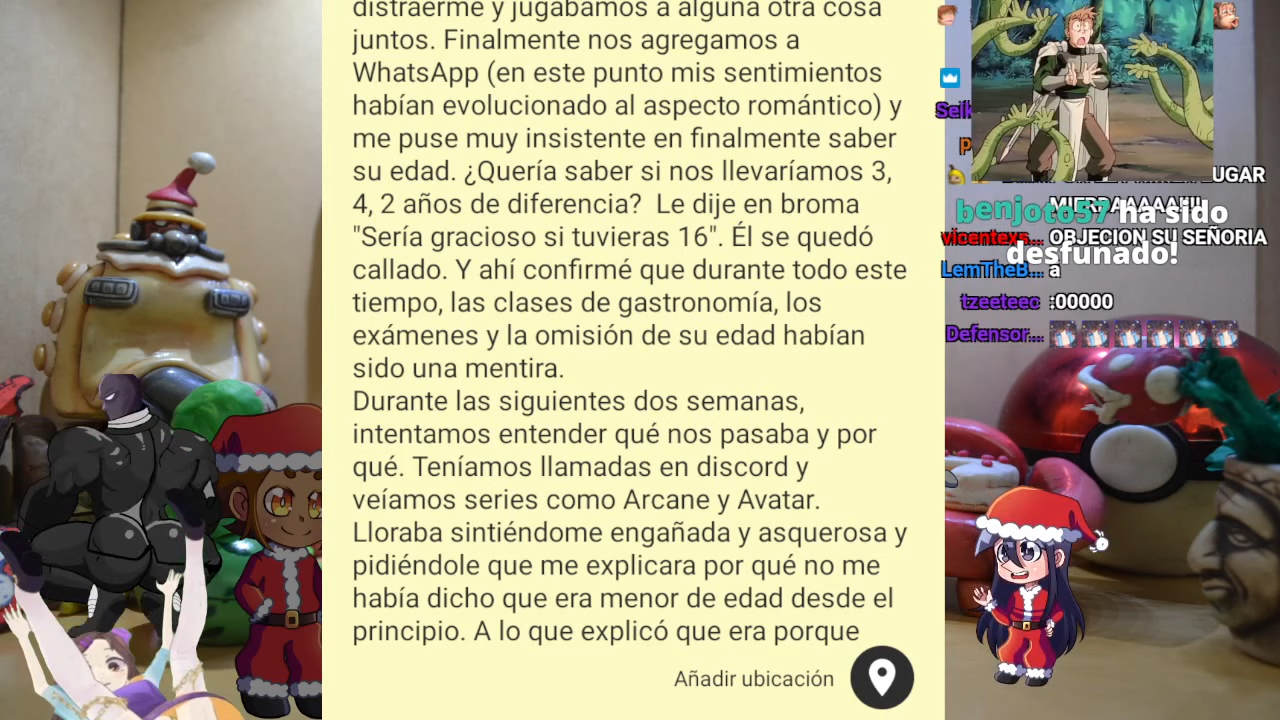 distraerme y jugábamos a alguna otra cosa
juntos. Finalmente nos agregamos a
WhatsApp (en este punto mis sentimientos
habían evolucionado al aspecto romántico) y
me puse muy insistente en finalmente saber
su edad. ¿Quería saber si nos llevaríamos 3,
4, 2 años de diferencia?  Le dije en broma
"Sería gracioso si tuvieras 16". Él se quedó
callado. Y ahí confirmé que durante todo este
tiempo, las clases de gastronomía, los
exámenes y la omisión de su edad habían
sido una mentira.
Durante las siguientes dos semanas,
intentamos entender qué nos pasaba y por
qué. Teníamos llamadas en discord y
veíamos series como Arcane y Avatar.
Lloraba sintiéndome engañada y asquerosa y
pidiéndole que me explicara por qué no me
había dicho que era menor de edad desde el
principio. A lo que explicó que era porque
Añadir ubicación
UGAR
benjoto57 ha sido
desfunado!
vicentexs... OBJECION SU SEÑORIA
LemTheB... a
tzeeteec :00000
Defensor...